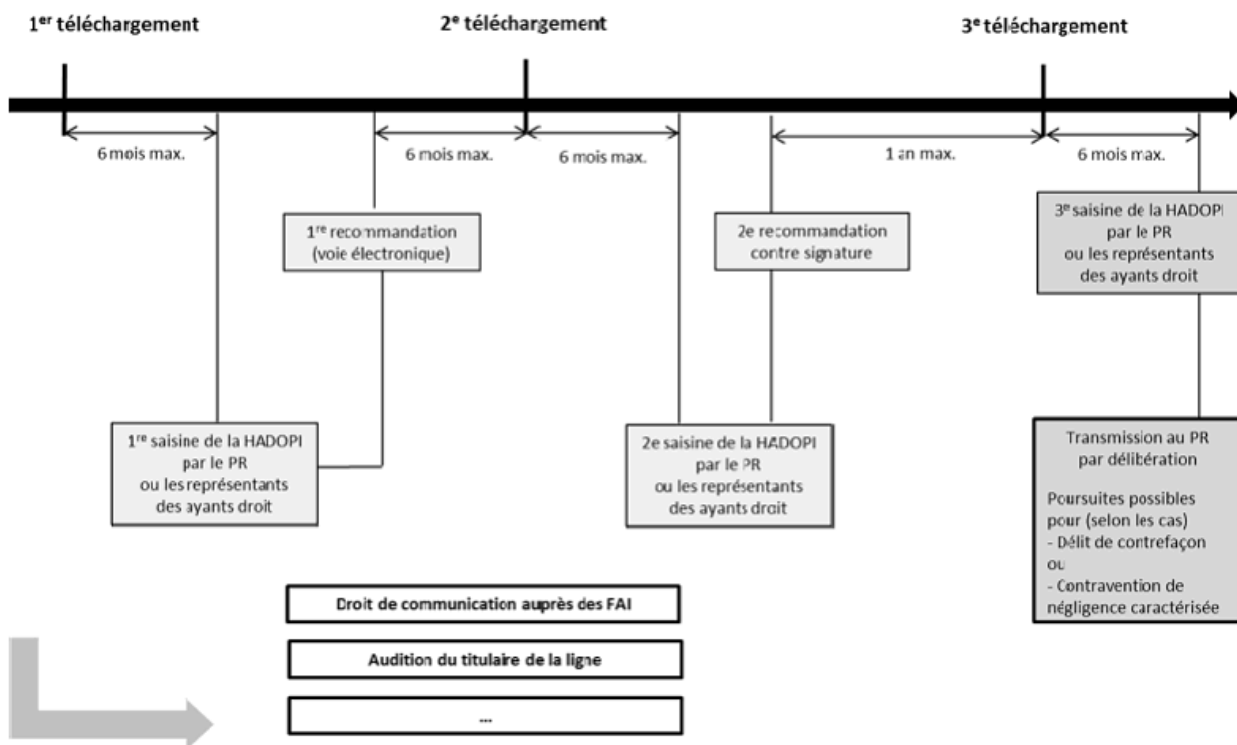 1er téléchargement
2e téléchargement
3e téléchargement
6 mois max.
6 mois max.
6 mois max.
1 an max.
6 mois max.
1re recommandation
(voie électronique)
2e recommandation
contre signature
3e saisine de la HADOPI
par le PR
ou les représentants
des ayants droit
1re saisine de la HADOPI
par le PR
ou les représentants
des ayants droit
2e saisine de la HADOPI
par le PR
ou les représentants
des ayants droit
Transmission au PR
par délibération
Poursuites possibles
pour (selon les cas)
- Délit de contrefaçon
ou
- Contravention de
négligence caractérisée
Droit de communication auprès des FAI
Audition du titulaire de la ligne
...